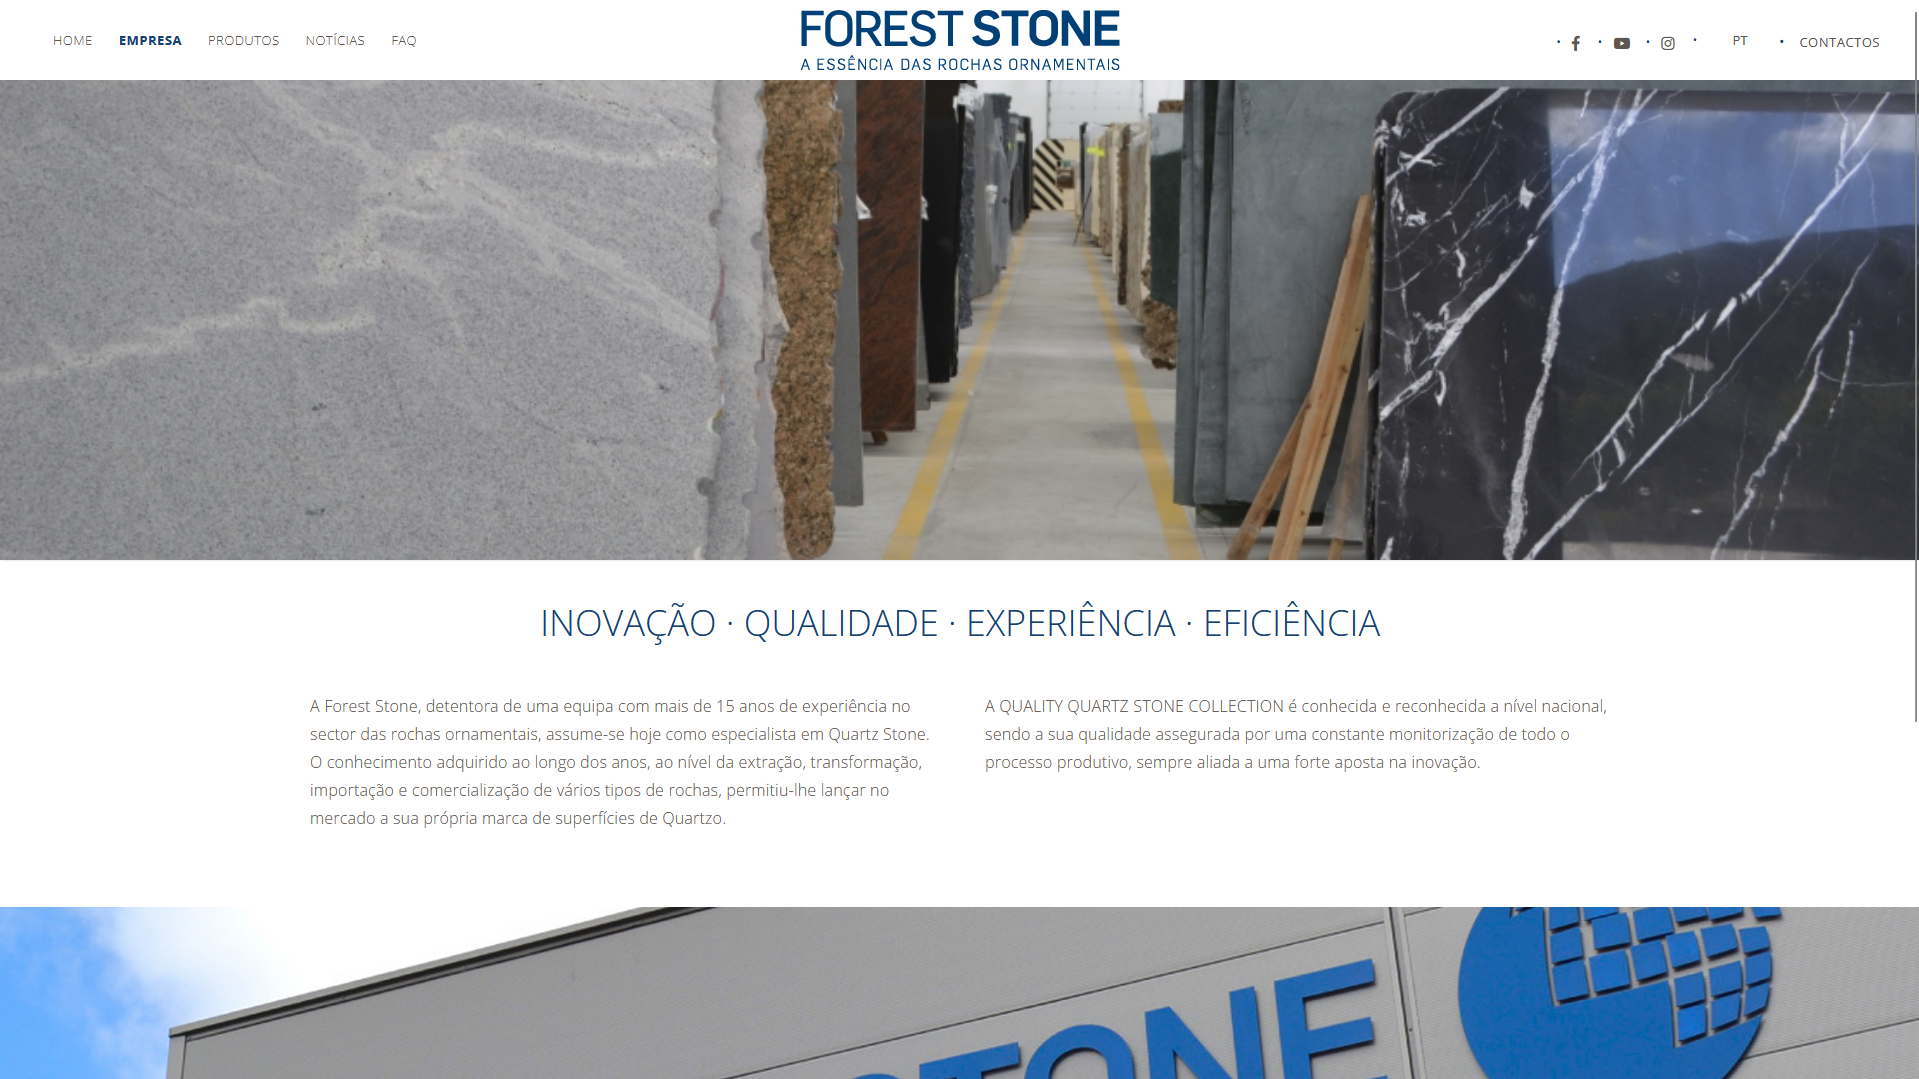 HOME EMPRESA PRODUTOS NOTÍCIAS FAQ
FOREST STONE
A ESSÊNCIA DAS ROCHAS ORNAMENTAIS
PT
CONTACTOS
INOVAÇÃO · QUALIDADE · EXPERIÊNCIA · EFICIÊNCIA
A Forest Stone, detentora de uma equipa com mais de 15 anos de experiência no
sector das rochas ornamentais, assume-se hoje como especialista em Quartz Stone.
O conhecimento adquirido ao longo dos anos, ao nível da extração, transformação,
importação e comercialização de vários tipos de rochas, permitiu-lhe lançar no
mercado a sua própria marca de superfícies de Quartzo.
A QUALITY QUARTZ STONE COLLECTION é conhecida e reconhecida a nível nacional,
sendo a sua qualidade assegurada por uma constante monitorização de todo o
processo produtivo, sempre aliada a uma forte aposta na inovação.
STONE